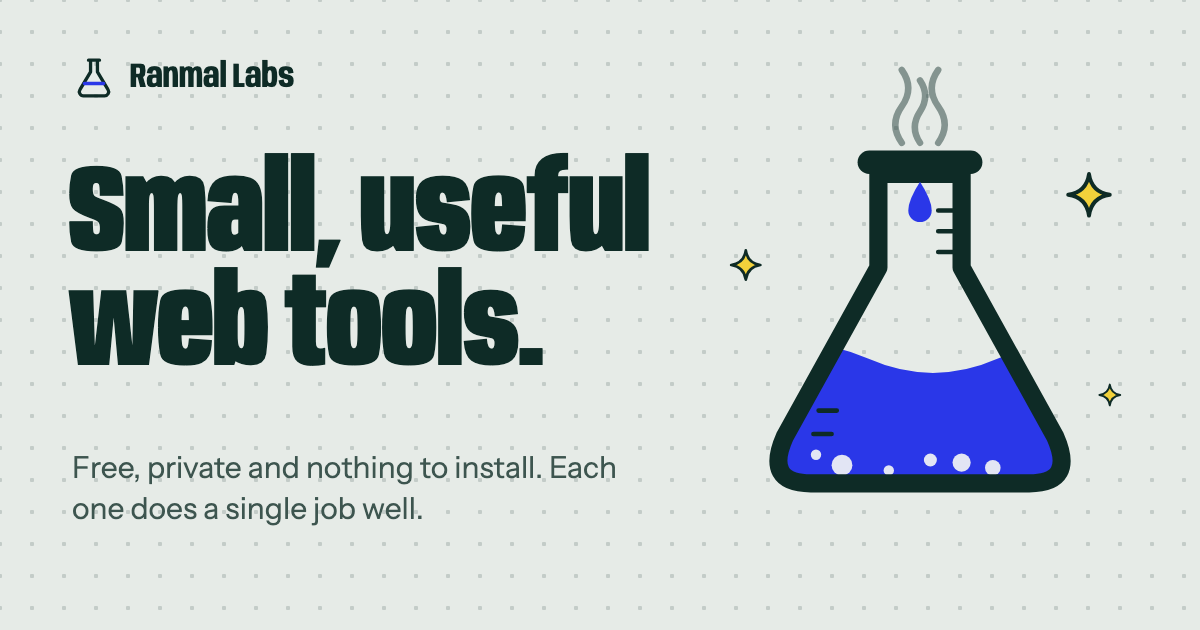 Ranmal Labs
Small, useful
web tools.
Free, private and nothing to install. Each
one does a single job well.